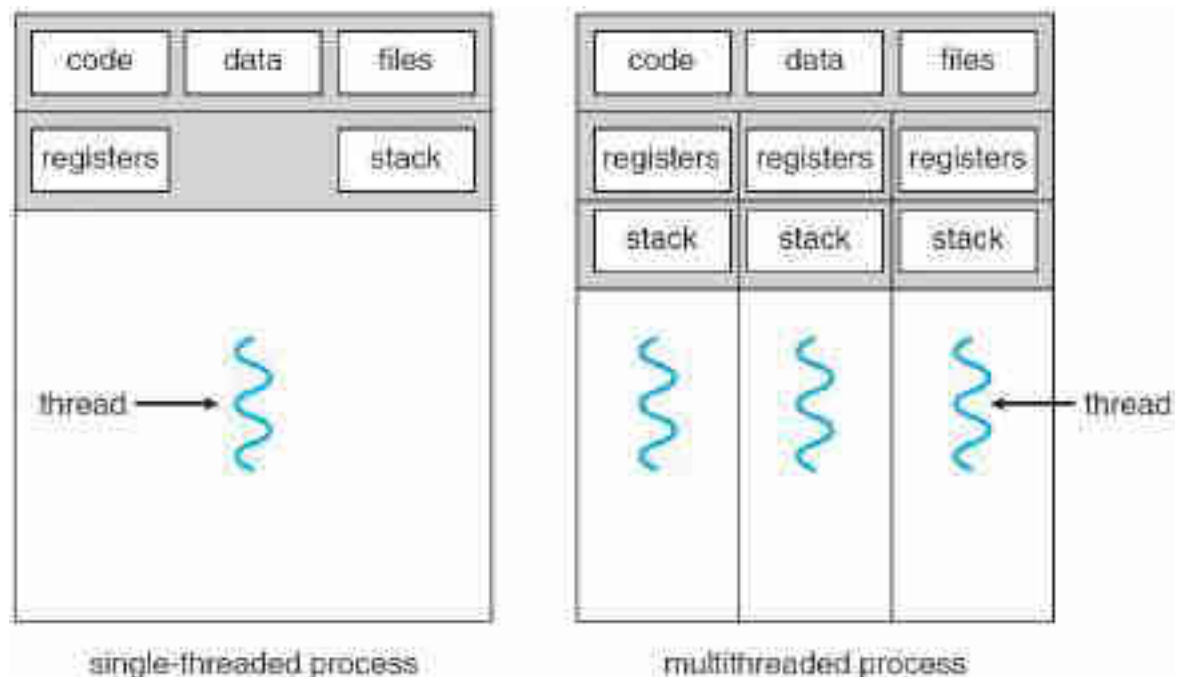 code data files
registers stack
thread
single-threaded process
code data files
registers registers registers
stack stack stack
thread
multithreaded process